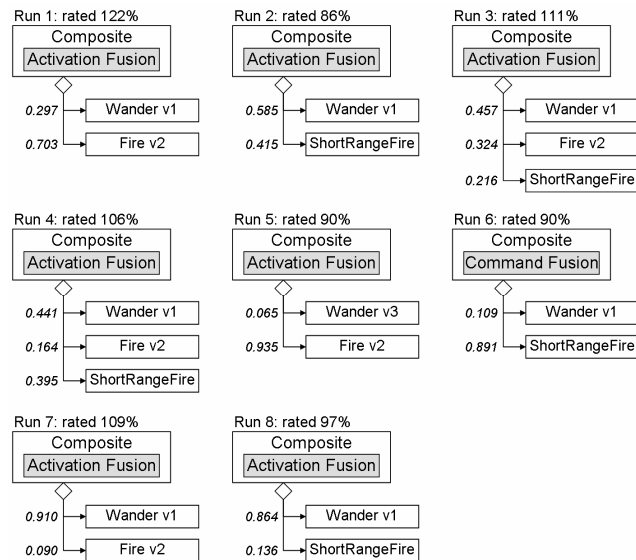 Run 1: rated 122%
Composite
Activation Fusion
0.297 Wander v1
0.703 Fire v2
Run 2: rated 86%
Composite
Activation Fusion
0.585 Wander v1
0.415 ShortRangeFire
Run 3: rated 111%
Composite
Activation Fusion
0.457 Wander v1
0.324 Fire v2
0.216 ShortRangeFire
Run 4: rated 106%
Composite
Activation Fusion
0.441 Wander v1
0.164 Fire v2
0.395 ShortRangeFire
Run 5: rated 90%
Composite
Activation Fusion
0.065 Wander v3
0.935 Fire v2
Run 6: rated 90%
Composite
Command Fusion
0.109 Wander v1
0.891 ShortRangeFire
Run 7: rated 109%
Composite
Activation Fusion
0.910 Wander v1
0.090 Fire v2
Run 8: rated 97%
Composite
Activation Fusion
0.864 Wander v1
0.136 ShortRangeFire